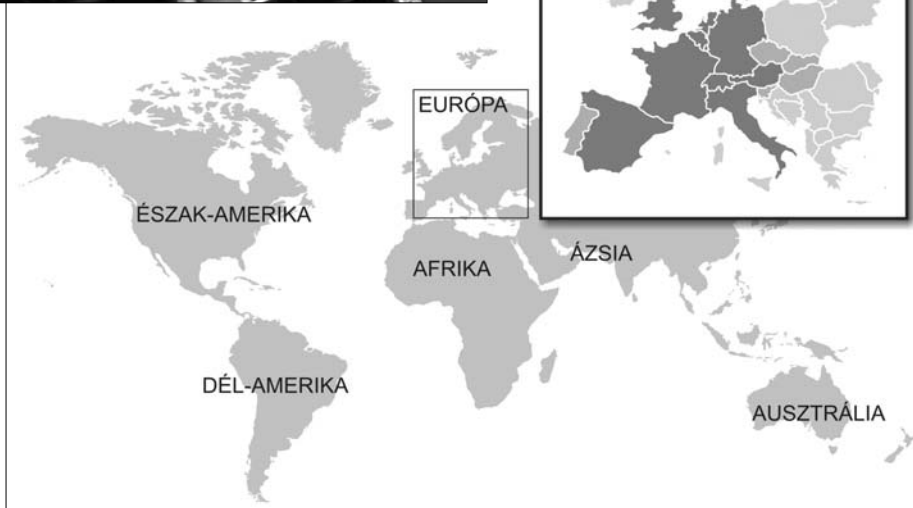 EURÓPA
ÉSZAK-AMERIKA
ÁZSIA
AFRIKA
DÉL-AMERIKA
AUSZTRÁLIA